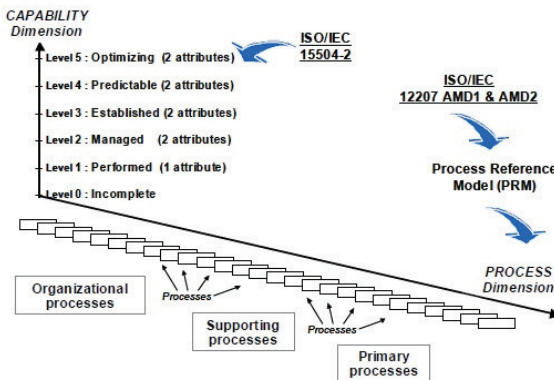 CAPABILITY
Dimension
ISO/IEC
15504-2
Level 5 : Optimizing (2 attributes)
Level 4 : Predictable (2 attributes)
Level 3 : Established (2 attributes)
Level 2 : Managed (2 attributes)
Level 1 : Performed (1 attribute)
Level 0 : Incomplete
ISO/IEC
12207 AMD1 & AMD2
Process Reference
Model (PRM)
PROCESS
Dimension
Organizational
processes
Processes
Supporting
processes
Processes
Primary
processes